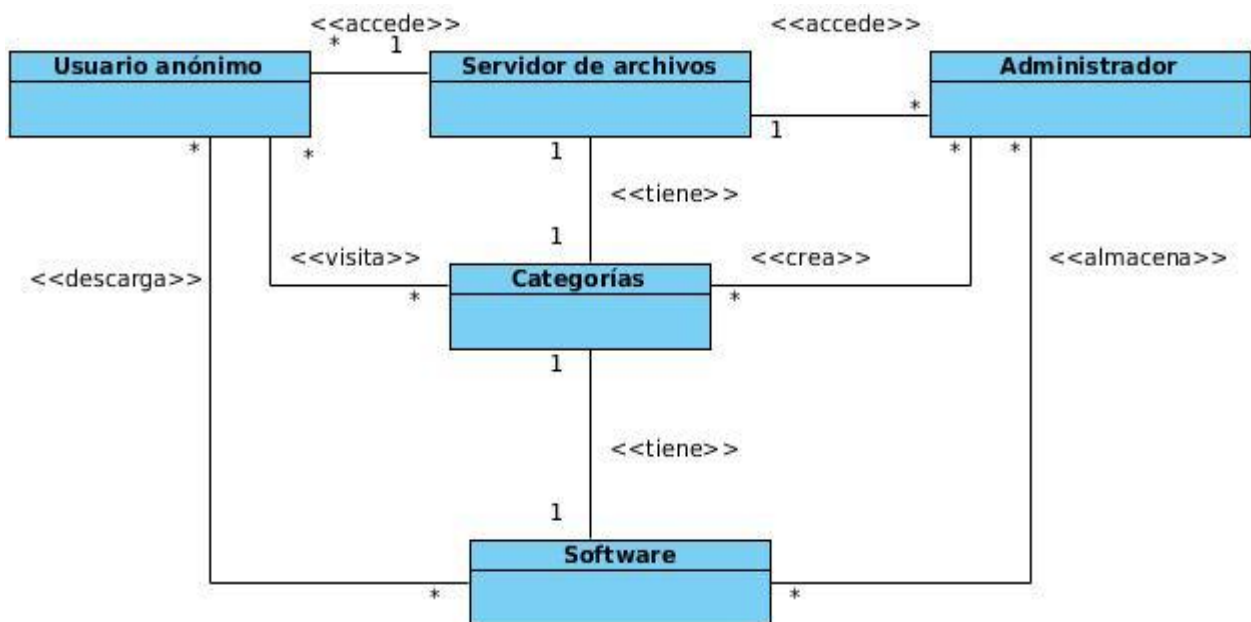 <<accede>>
<<accede>>
* 1
Usuario anónimo
Servidor de archivos
Administrador
*
1
* * 1 * *
<<tiene>>
1
<<descarga>>
<<visita>>
<<crea>>
<<almacena>>
Categorías
* *
1
<<tiene>>
1
Software
* *